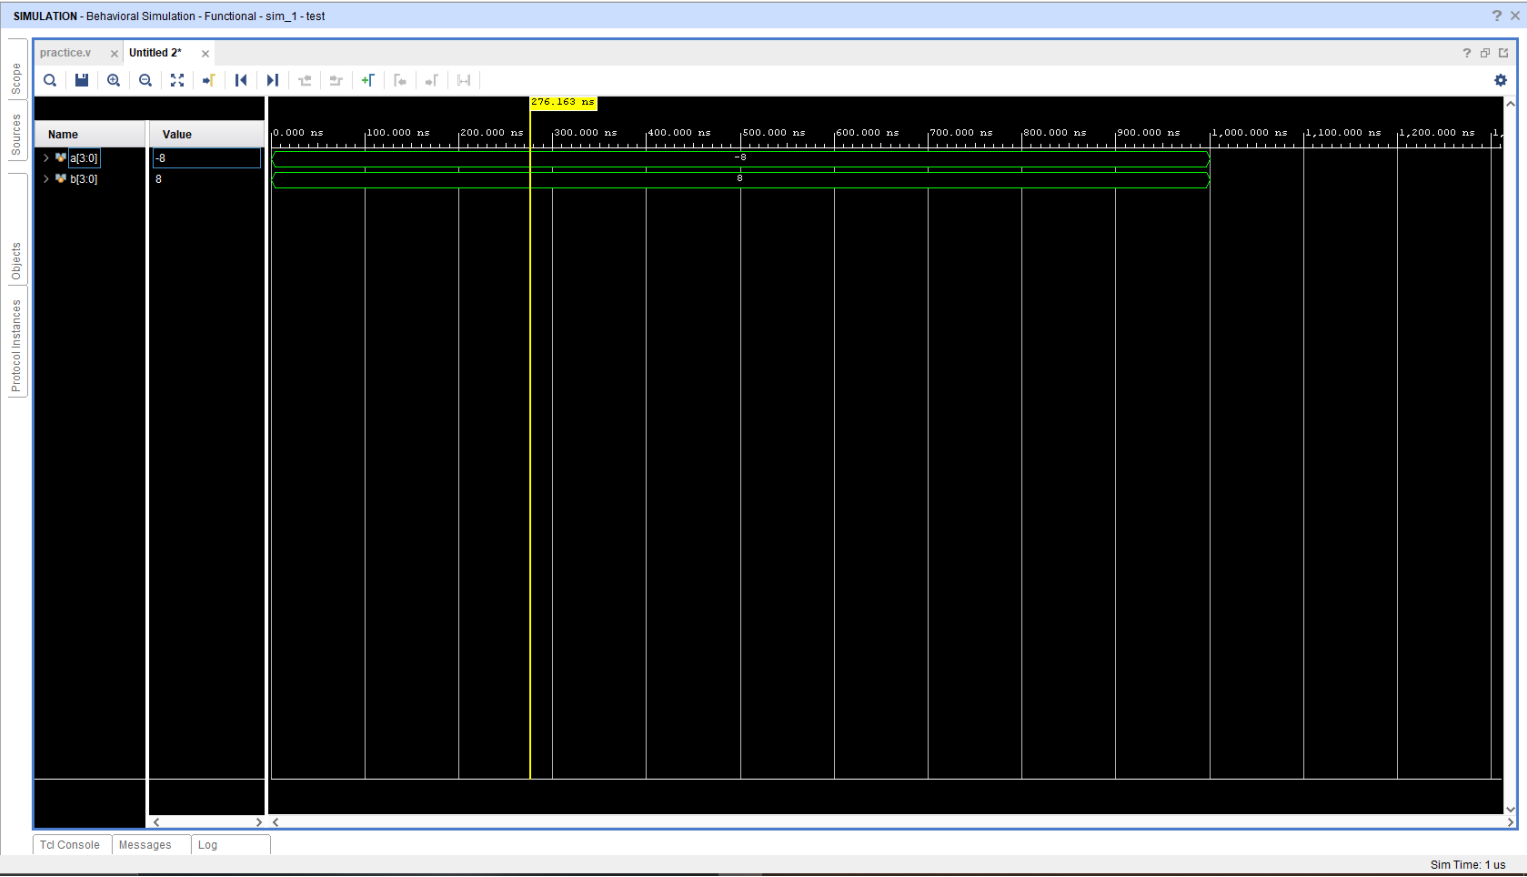 SIMULATION - Behavioral Simulation - Functional - sim_1 - test
practice.v
Untitled 2*
Scope
Sources
Objects
Protocol Instances
276.163 ns
Name
Value
0.000 ns 100.000 ns 200.000 ns 300.000 ns 400.000 ns 500.000 ns 600.000 ns 700.000 ns 800.000 ns 900.000 ns 1,000.000 ns 1,100.000 ns 1,200.000 ns 1,
a[3:0] -8 -8
b[3:0] 8 8
Tcl Console Messages Log
Sim Time: 1 us